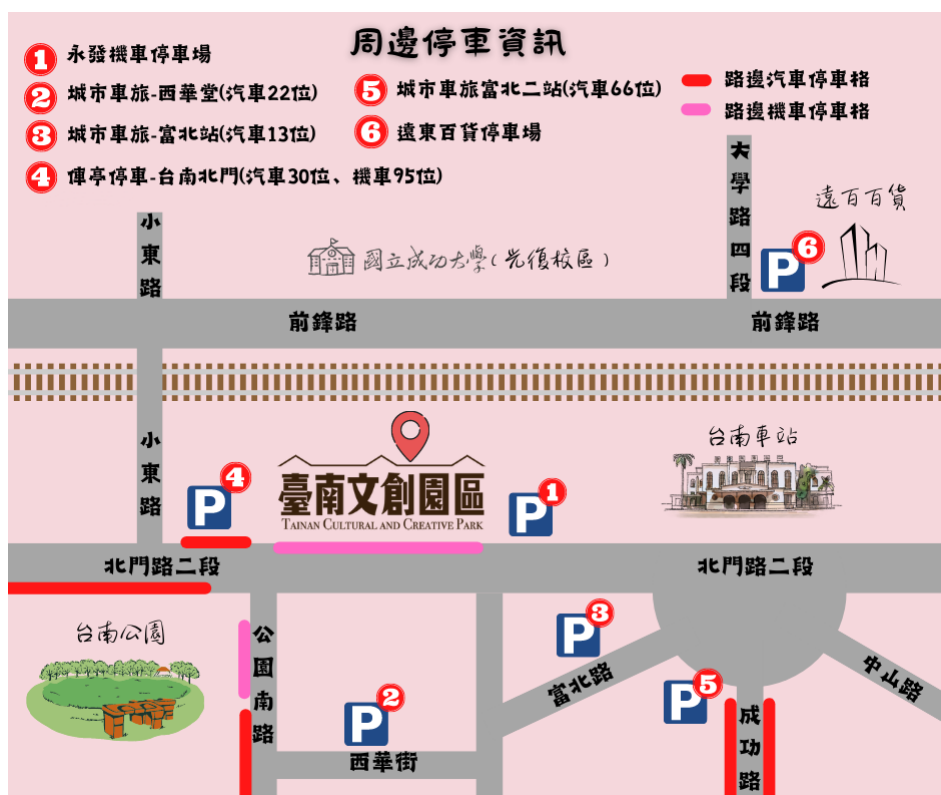 周邊停車資訊
1 永發機車停車場
2 城市車旅-西華堂(汽車22位)
3 城市車旅-富北站(汽車13位)
4 俥亭停車-台南北門(汽車30位、機車95位)
5 城市車旅富北二站(汽車66位)
6 遠東百貨停車場
路邊汽車停車格
路邊機車停車格
小東路
國立成功大學(光復校區)
大學路四段
遠百百貨
P 6
前鋒路
前鋒路
小東路
P 4
臺南文創園區
TAINAN CULTURAL AND CREATIVE PARK
P 1
台南車站
北門路二段
北門路二段
台南公園
公園南路
P 2
西華街
P 3
富北路
P 5
成功路
中山路